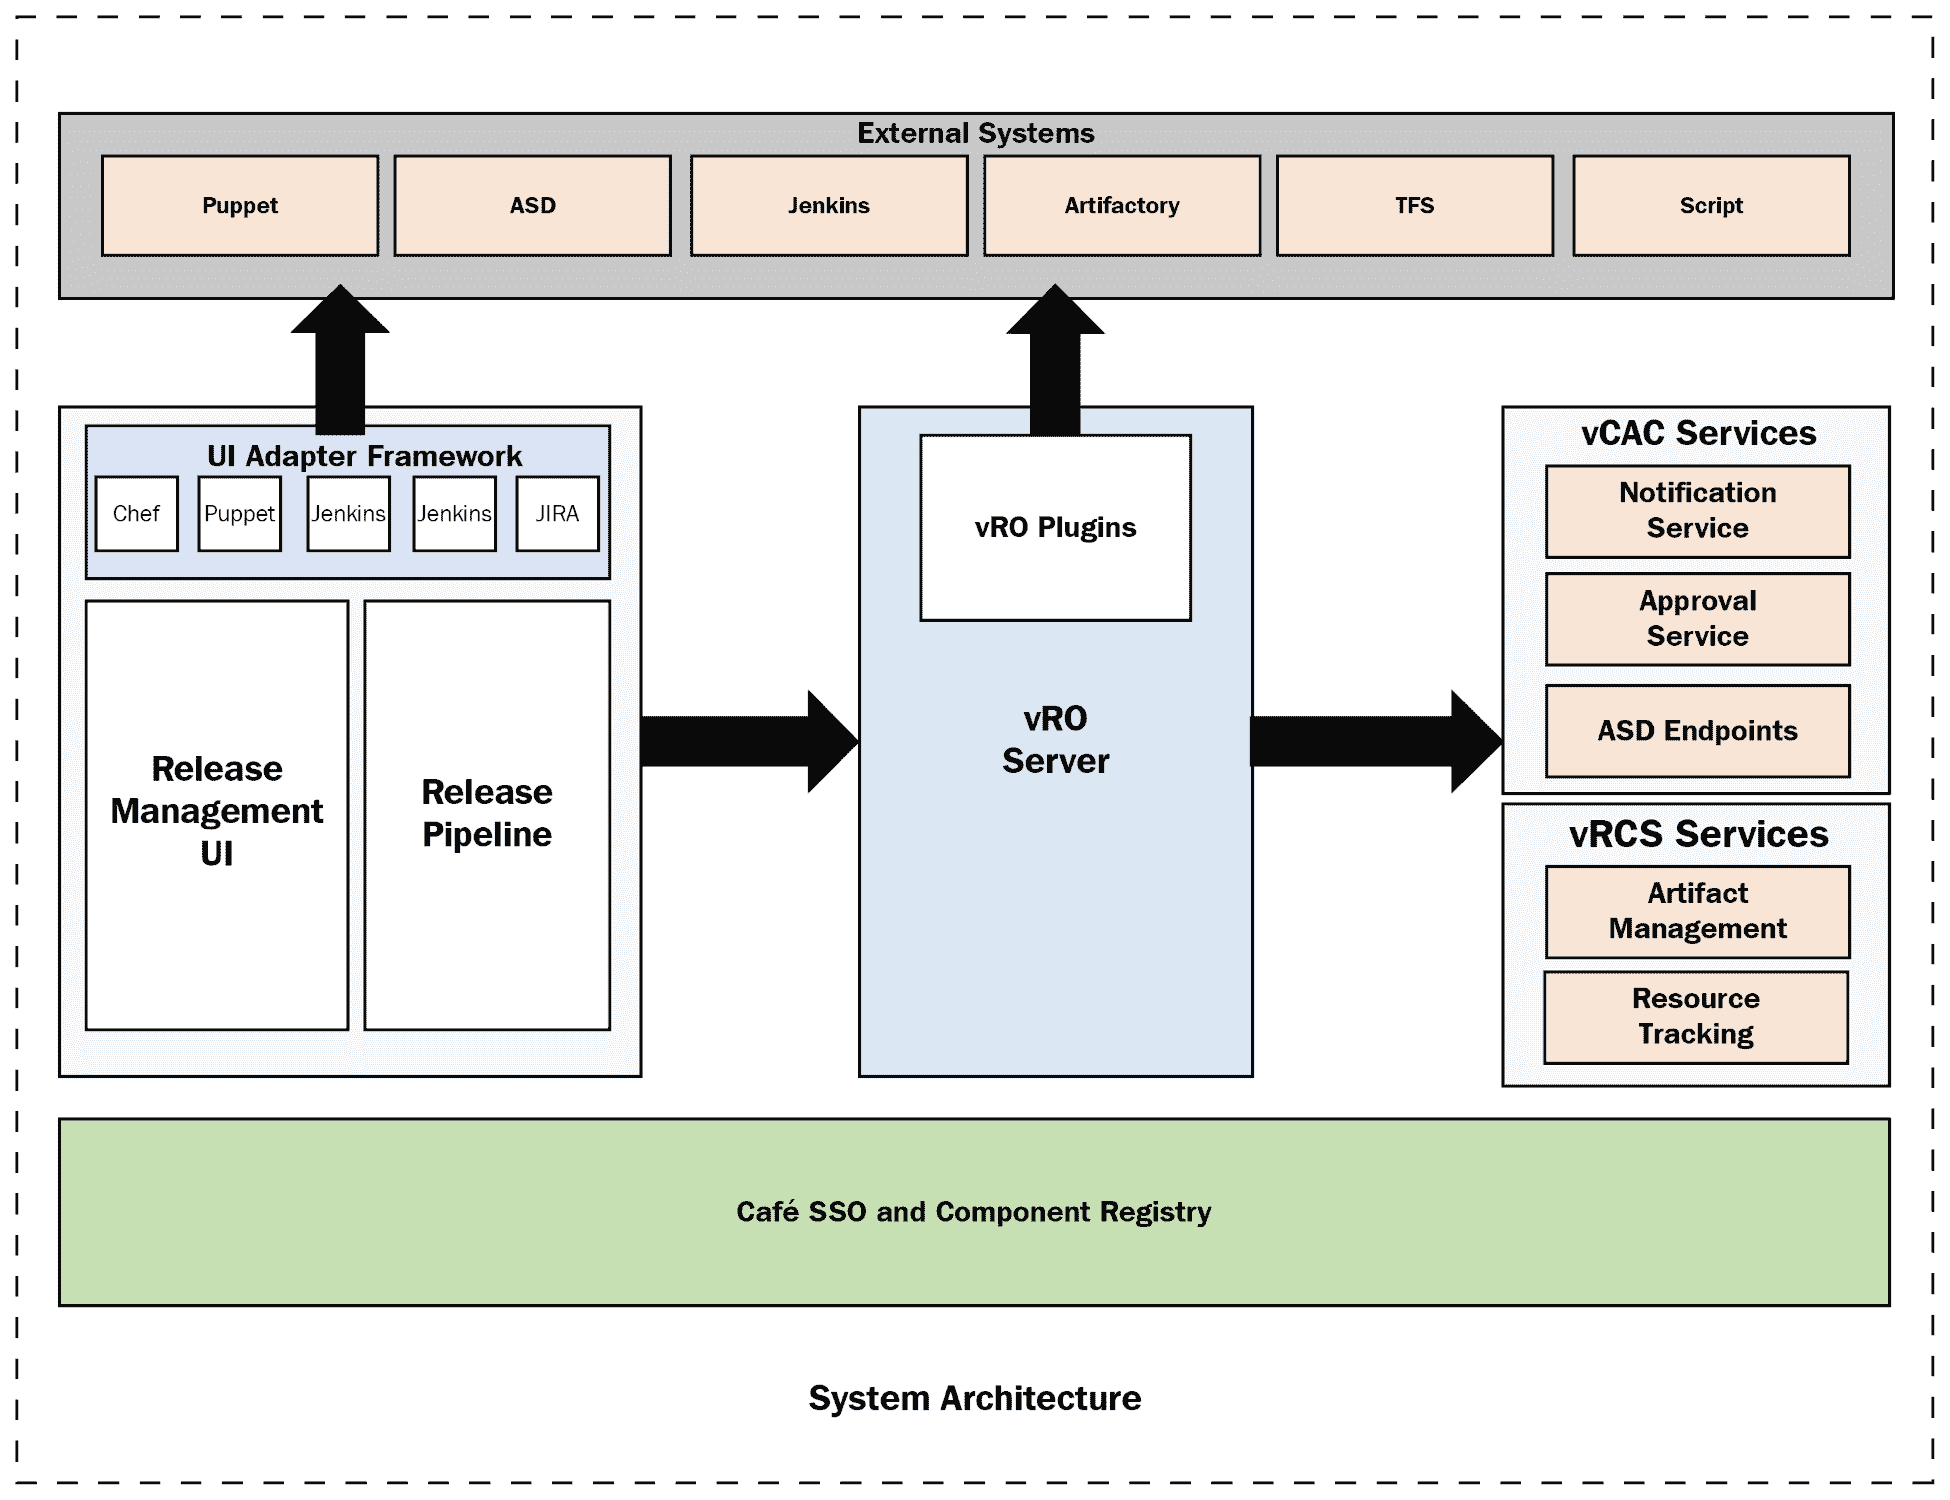 External Systems
Puppet
ASD
Jenkins
Artifactory
TFS
Script
UI Adapter Framework
Chef
Puppet
Jenkins
Jenkins
JIRA
Release
Management
UI
Release
Pipeline
vRO Plugins
vRO
Server
vCAC Services
Notification
Service
Approval
Service
ASD Endpoints
vRCS Services
Artifact
Management
Resource
Tracking
Café SSO and Component Registry
System Architecture